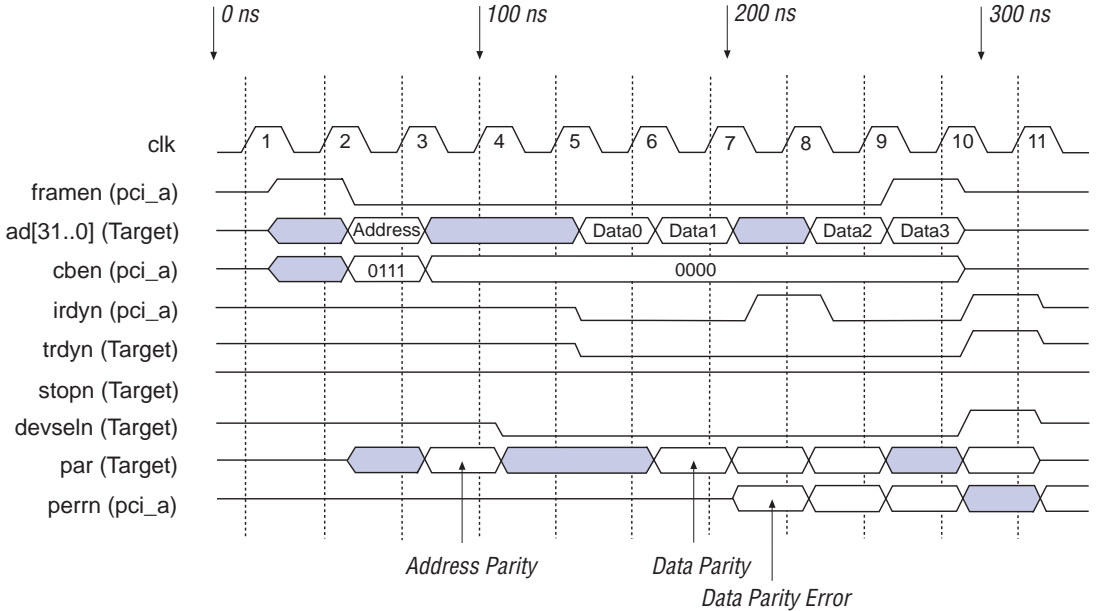 0 ns 100 ns 200 ns 300 ns
clk 1 2 3 4 5 6 7 8 9 10 11
framen (pci_a)
ad[31..0] (Target) Address Data0 Data1 Data2 Data3
cben (pci_a) 0111 0000
irdyn (pci_a)
trdyn (Target)
stopn (Target)
devseln (Target)
par (Target)
perrn (pci_a)
Address Parity Data Parity
Data Parity Error